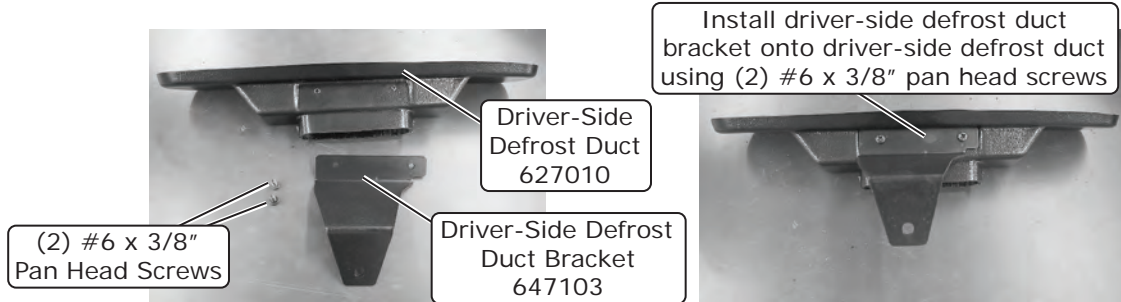 Install driver-side defrost duct
bracket onto driver-side defrost duct
using (2) #6 x 3/8” pan head screws
Driver-Side
Defrost Duct
627010
(2) #6 x 3/8”
Pan Head Screws
Driver-Side Defrost
Duct Bracket
647103